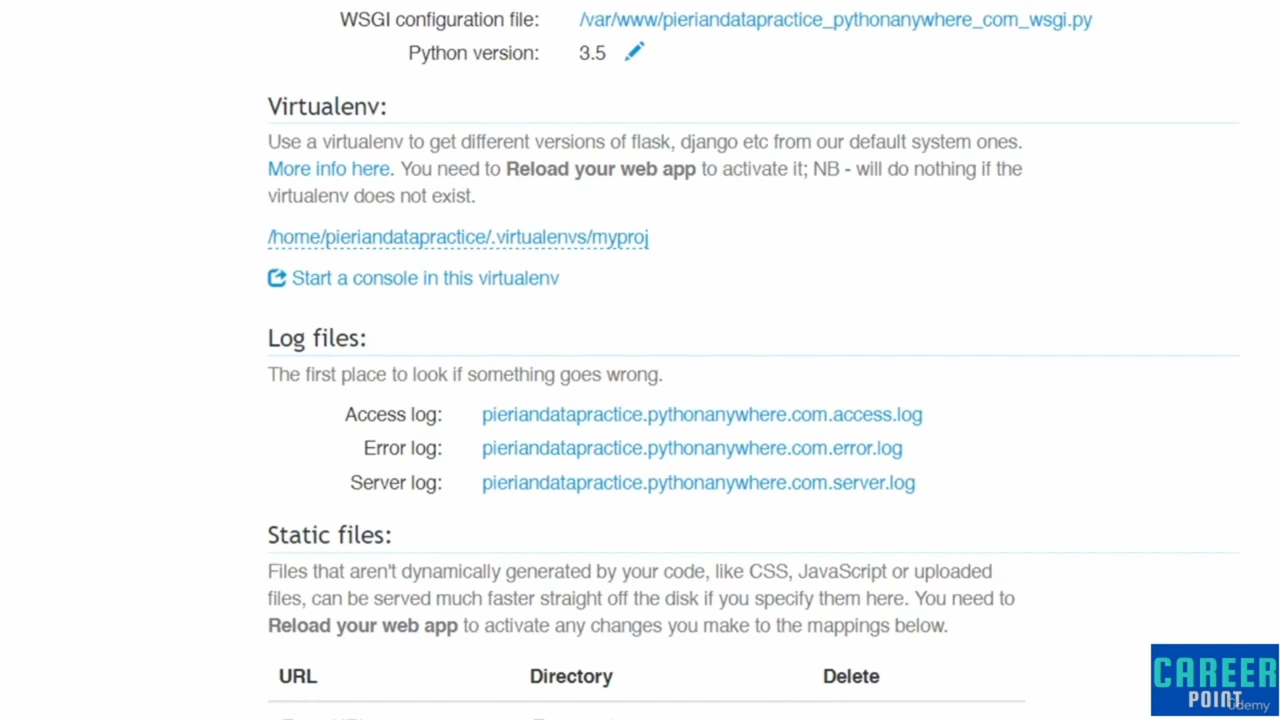 WSGI configuration file: /var/www/pieriandatapractice_pythonanywhere_com_wsgi.py
Python version: 3.5
Virtualenv:
Use a virtualenv to get different versions of flask, django etc from our default system ones.
More info here. You need to Reload your web app to activate it; NB - will do nothing if the
virtualenv does not exist.
/home/pieriandatapractice/.virtualenvs/myproj
Start a console in this virtualenv
Log files:
The first place to look if something goes wrong.
Access log: pieriandatapractice.pythonanywhere.com.access.log
Error log: pieriandatapractice.pythonanywhere.com.error.log
Server log: pieriandatapractice.pythonanywhere.com.server.log
Static files:
Files that aren't dynamically generated by your code, like CSS, JavaScript or uploaded
files, can be served much faster straight off the disk if you specify them here. You need to
Reload your web app to activate any changes you make to the mappings below.
URL Directory Delete
CAREER
POINT
Udemy